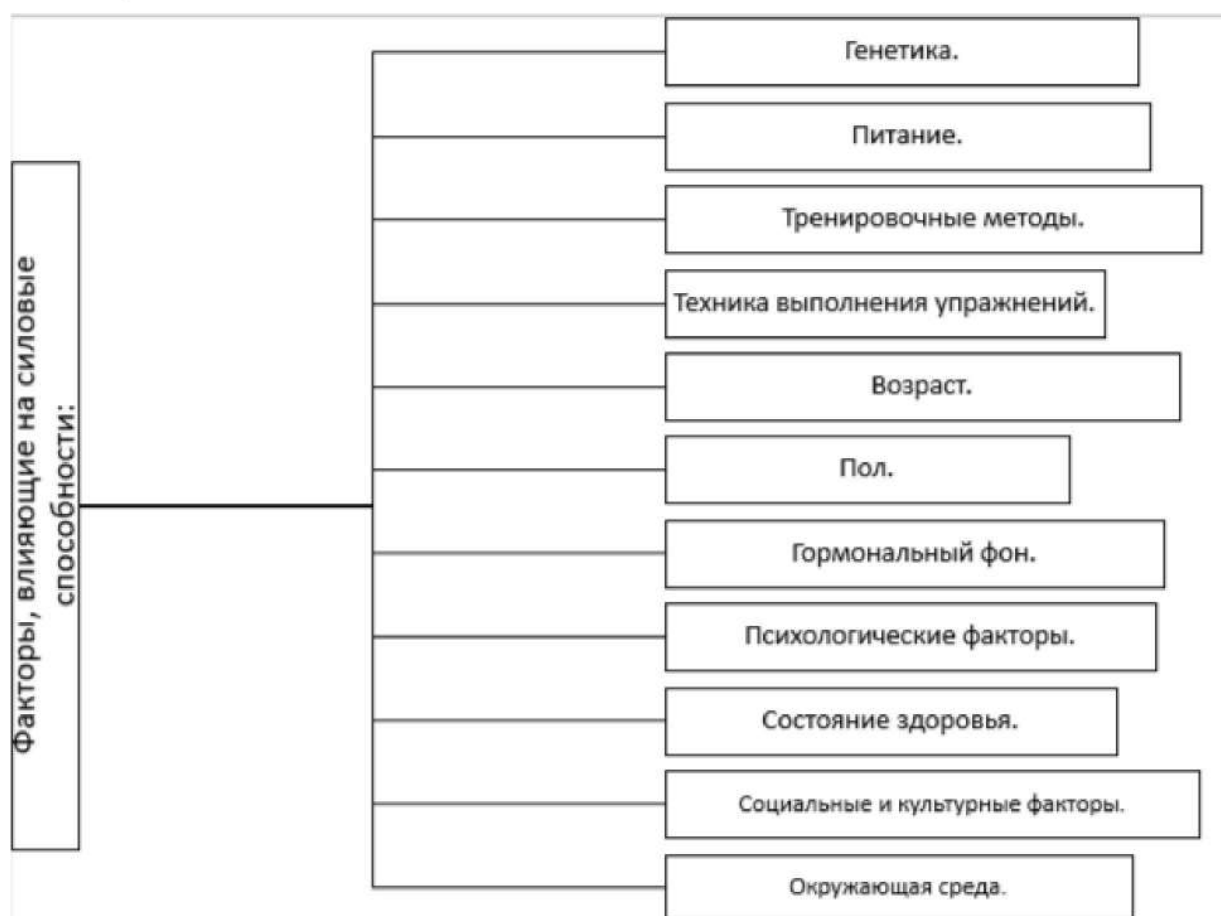 Факторы, влияющие на силовые
способности:
Генетика.
Питание.
Тренировочные методы.
Техника выполнения упражнений.
Возраст.
Пол.
Гормональный фон.
Психологические факторы.
Состояние здоровья.
Социальные и культурные факторы.
Окружающая среда.